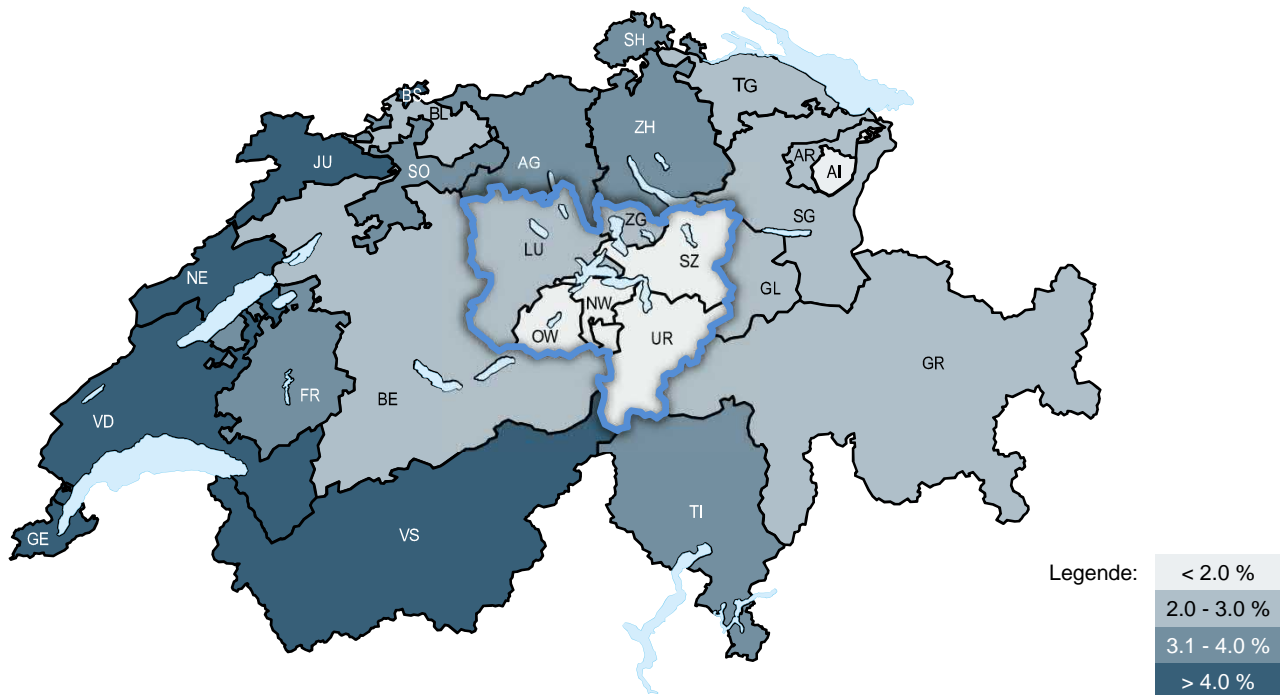 SH
TG
BS
BL
ZH
AR
AI
JU
SO
AG
SG
ZG
LU
SZ
NE
GL
NW
OW
UR
GR
FR
BE
VD
TI
VS
GE
Legende:
< 2.0 %
2.0 - 3.0 %
3.1 - 4.0 %
> 4.0 %